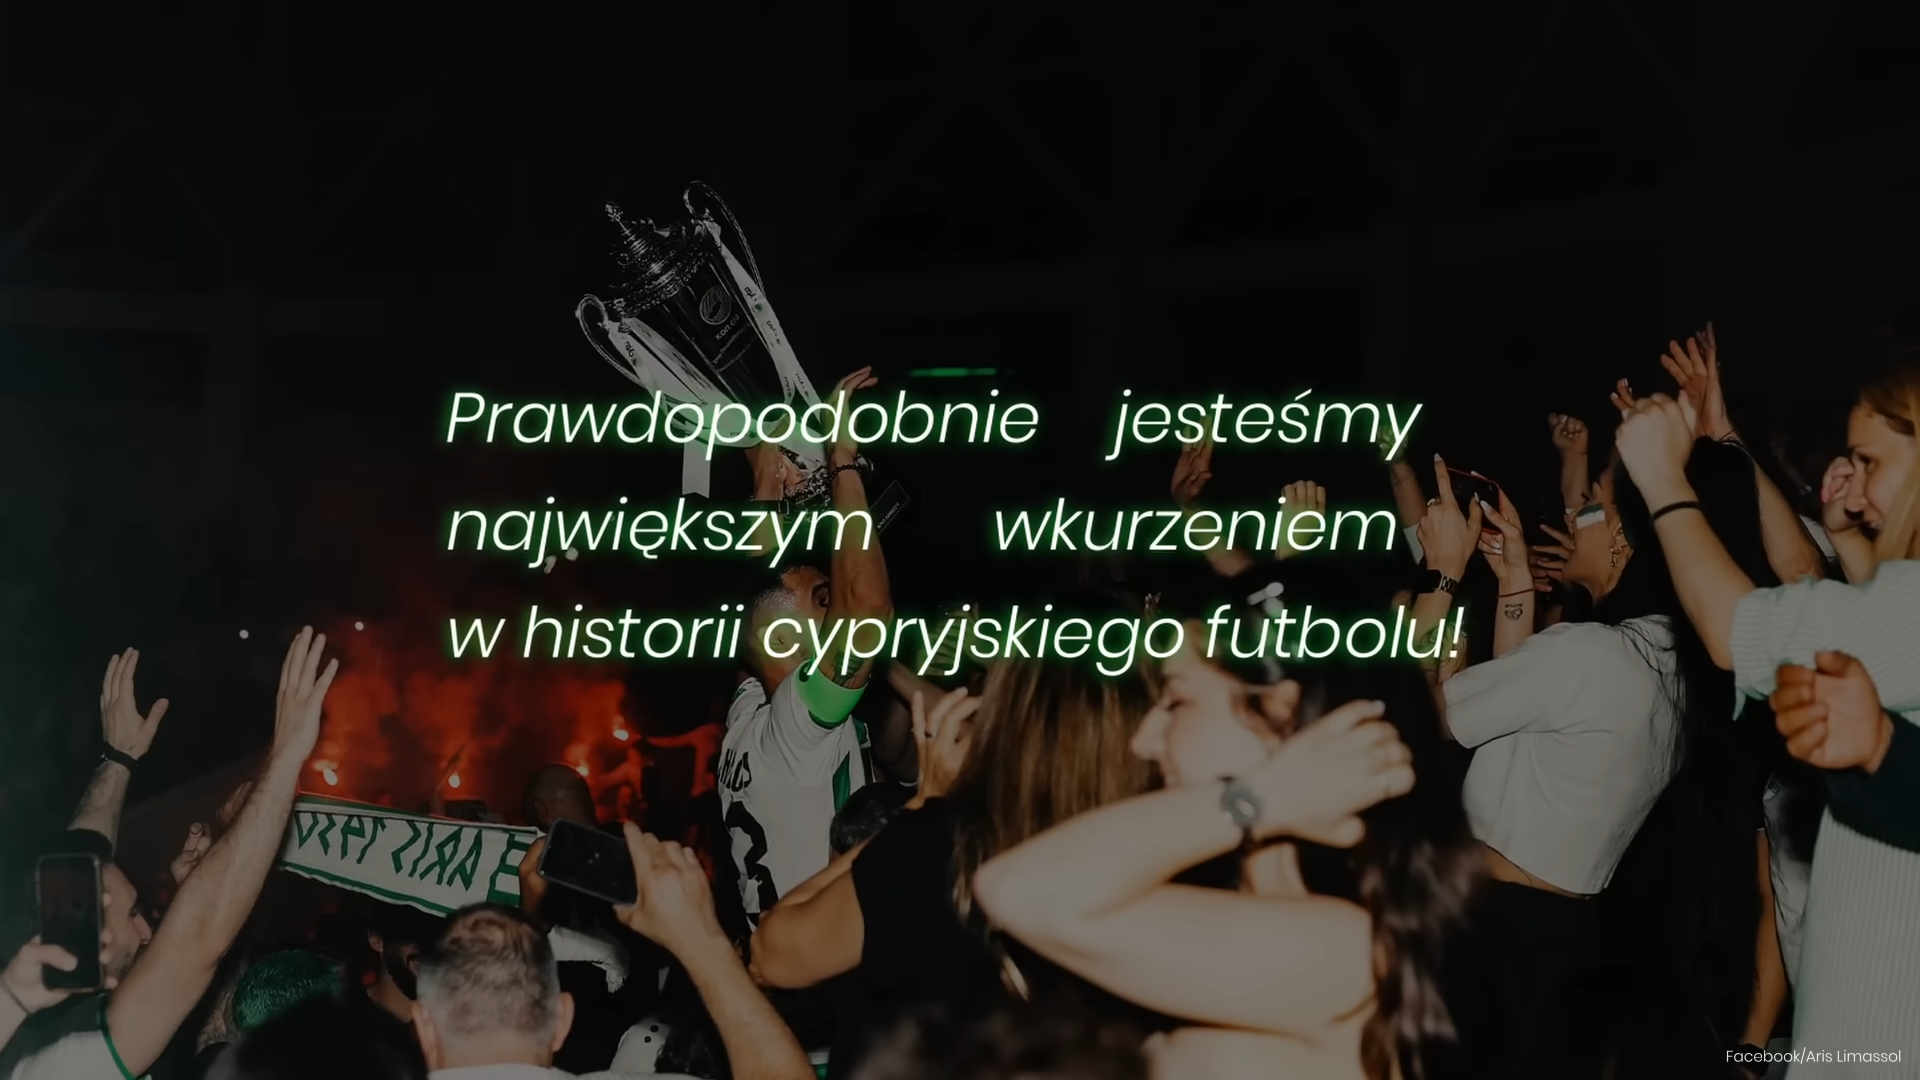 Prawdopodobnie jesteśmy
największym wkurzeniem
w historii cypryjskiego futbolu!
Facebook/Aris Limassol